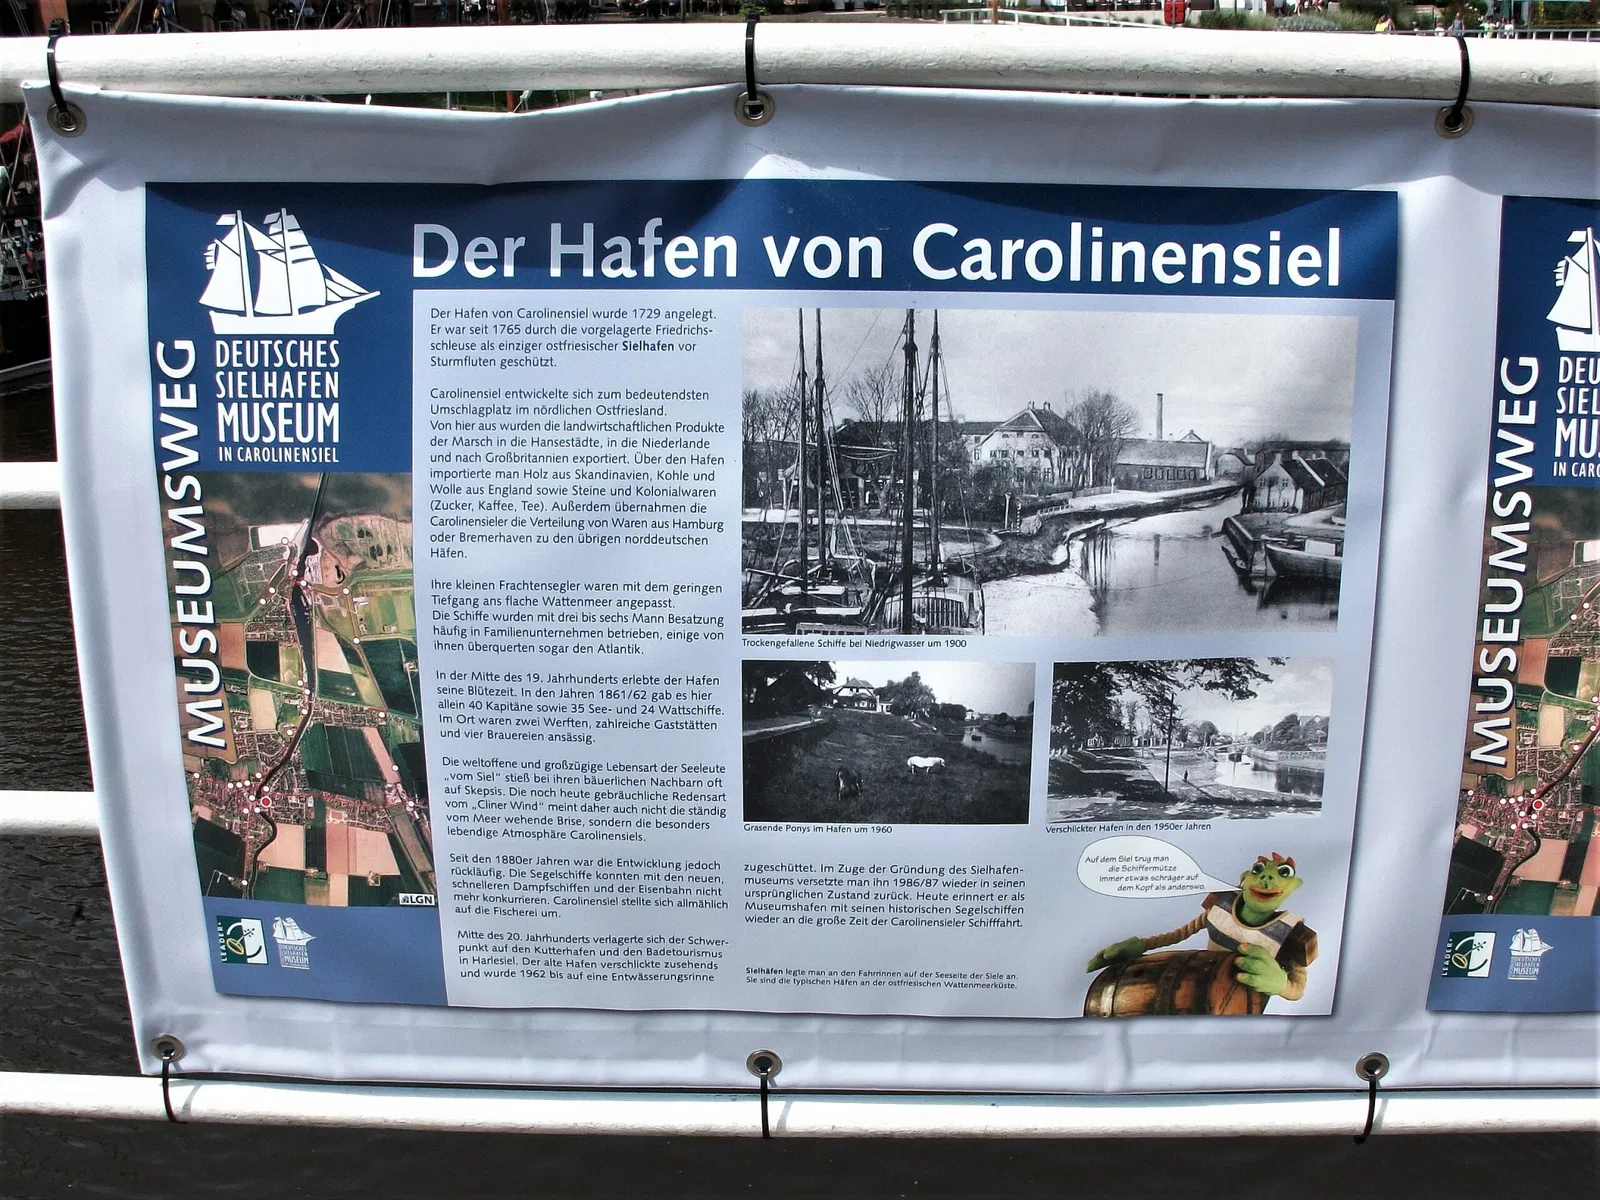 Der Hafen von Carolinensiel
MUSEUMSWEG
DEUTSCHES
SIELHAFEN
MUSEUM
IN CAROLINENSIEL
Der Hafen von Carolinensiel wurde 1729 angelegt.
Er war seit 1765 durch die vorgelagerte Friedrichs-
schleuse als einziger ostfriesischer Sielhafen vor
Sturmfluten geschützt.
Carolinensiel entwickelte sich zum bedeutendsten
Umschlagplatz im nördlichen Ostfriesland.
Von hier aus wurden die landwirtschaftlichen Produkte
der Marsch in die Hansestädte, in die Niederlande
und nach Großbritannien exportiert. Über den Hafen
importierte man Holz aus Skandinavien, Kohle und
Wolle aus England sowie Steine und Kolonialwaren
(Zucker, Kaffee, Tee). Außerdem übernahmen die
Carolinensieler die Verteilung von Waren aus Hamburg
oder Bremerhaven zu den übrigen norddeutschen
Häfen.
Ihre kleinen Frachtensegler waren mit dem geringen
Tiefgang ans flache Wattenmeer angepasst.
Die Schiffe wurden mit drei bis sechs Mann Besatzung
häufig in Familienunternehmen betrieben, einige von
ihnen überquerten sogar den Atlantik.
In der Mitte des 19. Jahrhunderts erlebte der Hafen
seine Blütezeit. In den Jahren 1861/62 gab es hier
allein 40 Kapitäne sowie 35 See- und 24 Wattschiffe.
Im Ort waren zwei Werften, zahlreiche Gaststätten
und vier Brauereien ansässig.
Die weltoffene und großzügige Lebensart der Seeleute
„vom Siel“ stieß bei ihren bäuerlichen Nachbarn oft
auf Skepsis. Die noch heute gebräuchliche Redensart
vom „Cliner Wind“ meint daher auch nicht die ständig
vom Meer wehende Brise, sondern die besonders
lebendige Atmosphäre Carolinensiels.
Seit den 1880er Jahren war die Entwicklung jedoch
rückläufig. Die Segelschiffe konnten mit den neuen,
schnelleren Dampfschiffen und der Eisenbahn nicht
mehr konkurrieren. Carolinensiel stellte sich allmählich
auf die Fischerei um.
Mitte des 20. Jahrhunderts verlagerte sich der Schwer-
punkt auf den Kutterhafen und den Badetourismus
in Harlesiel. Der alte Hafen verschlickte zusehends
und wurde 1962 bis auf eine Entwässerungsrinne
Trockengefallene Schiffe bei Niedrigwasser um 1900
Grasende Ponys im Hafen um 1960
Verschlickter Hafen in den 1950er Jahren
zugeschüttet. Im Zuge der Gründung des Sielhafen-
museums versetzte man ihn 1986/87 wieder in seinen
ursprünglichen Zustand zurück. Heute erinnert er als
Museumshafen mit seinen historischen Segelschiffen
wieder an die große Zeit der Carolinensieler Schifffahrt.
Sielhäfen legte man an den Fahrrinnen auf der Seeseite der Siele an.
Sie sind die typischen Häfen an der ostfriesischen Wattenmeerküste.
Auf dem Siel trug man
die Schiffermütze
immer etwas schräger auf
dem Kopf als anderswo.
LGN
LEADER+
DEUTSCHES
SIELHAFEN
MUSEUM
MUSEUMSWEG
DEU
SIEL
MU
IN CARO
LEADER+